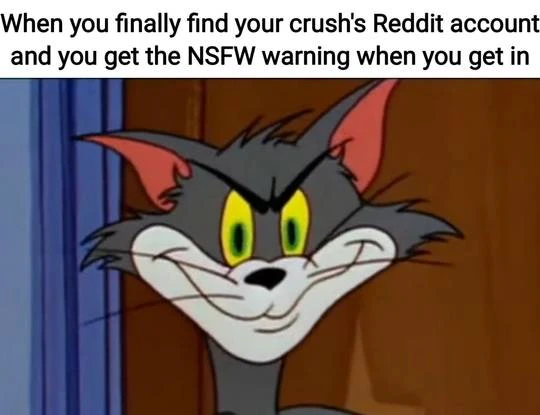 When you finally find your crush's Reddit account
and you get the NSFW warning when you get in